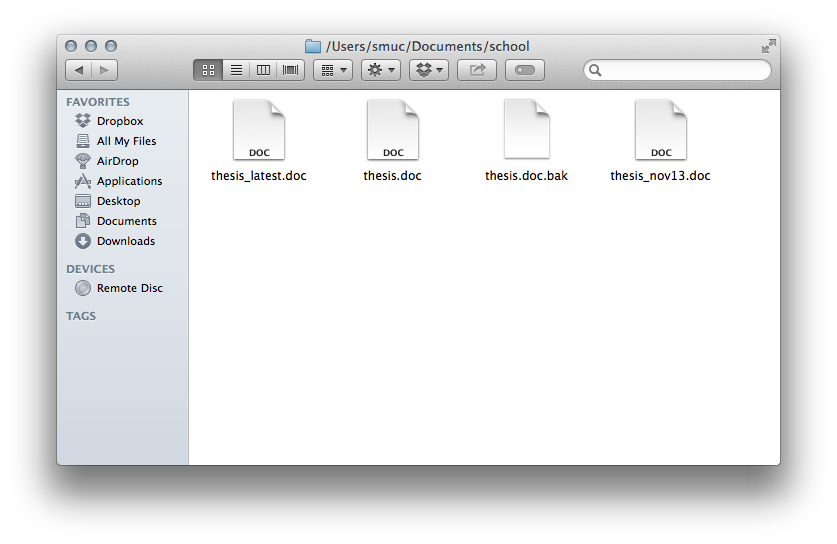 /Users/smuc/Documents/school
FAVORITES
Dropbox
All My Files
AirDrop
Applications
Desktop
Documents
Downloads
DEVICES
Remote Disc
TAGS
DOC
DOC
DOC
thesis_latest.doc
thesis.doc
thesis.doc.bak
thesis_nov13.doc